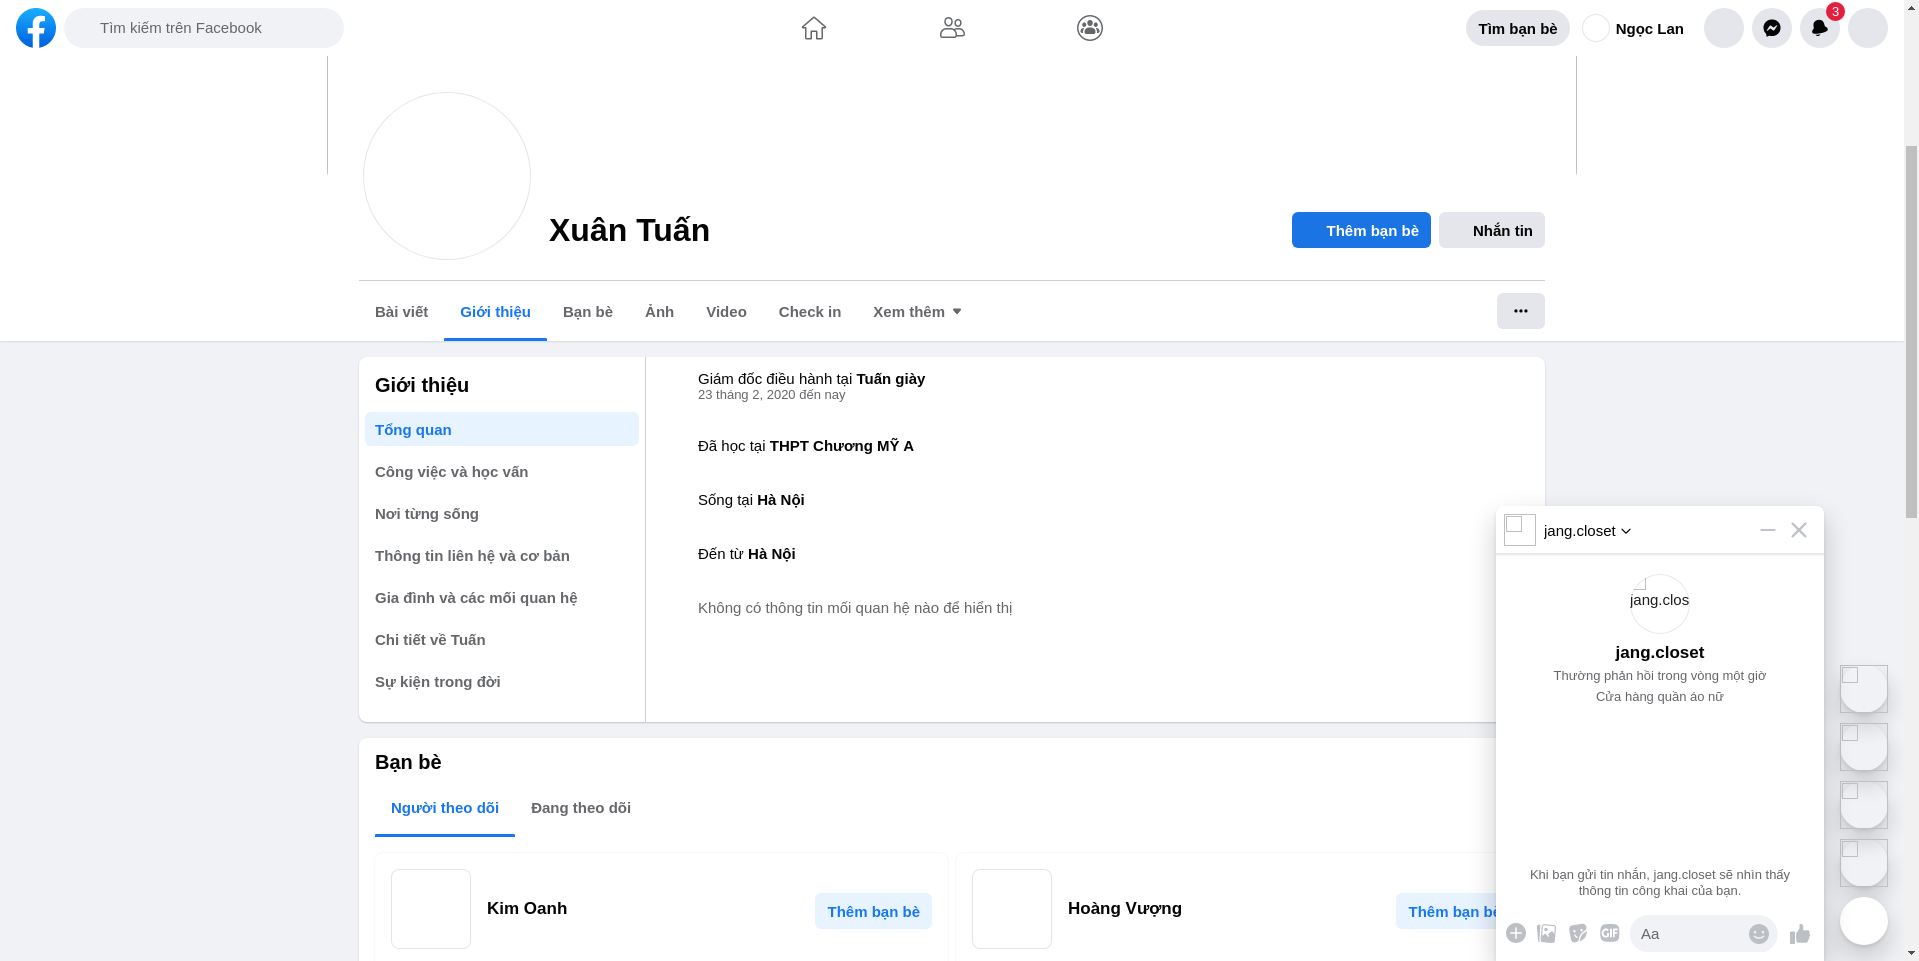 Tìm kiếm trên Facebook
Tìm bạn bè
Ngọc Lan
3
Xuân Tuấn
Thêm bạn bè
Nhắn tin
Bài viết
Giới thiệu
Bạn bè
Ảnh
Video
Check in
Xem thêm
Giới thiệu
Tổng quan
Công việc và học vấn
Nơi từng sống
Thông tin liên hệ và cơ bản
Gia đình và các mối quan hệ
Chi tiết về Tuấn
Sự kiện trong đời
Giám đốc điều hành tại Tuấn giày
23 tháng 2, 2020 đến nay
Đã học tại THPT Chương MỸ A
Sống tại Hà Nội
Đến từ Hà Nội
Không có thông tin mối quan hệ nào để hiển thị
Bạn bè
Người theo dõi
Đang theo dõi
Kim Oanh
Thêm bạn bè
Hoàng Vượng
Thêm bạn bè
jang.closet
jang.clos
jang.closet
Thường phản hồi trong vòng một giờ
Cửa hàng quần áo nữ
Khi bạn gửi tin nhắn, jang.closet sẽ nhìn thấy
thông tin công khai của bạn.
GIF
Aa